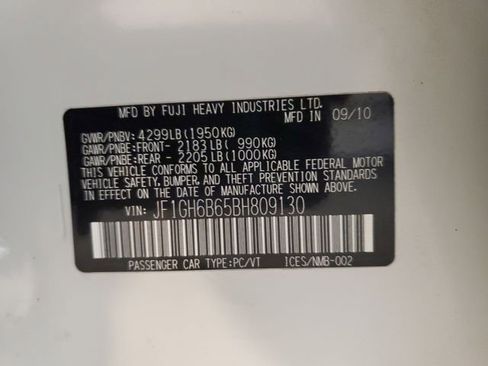 MFD BY FUJI HEAVY INDUSTRIES LTD.
MFD IN 09/10
GVWR/PNBV: 4299LB(1950KG)
GAWR/PNBE:FRONT- 2183LB( 990KG)
GAWR/PNBE:REAR - 2205LB(1000KG)
THIS VEHICLE CONFORMS TO ALL APPLICABLE FEDERAL MOTOR
VEHICLE SAFETY, BUMPER, AND THEFT PREVENTION STANDARDS
IN EFFECT ON THE DATE OF MANUFACTURE SHOWN ABOVE.
VIN: JF1GH6B65BH809130
PASSENGER CAR TYPE:PC/VT ICES/NMB-002